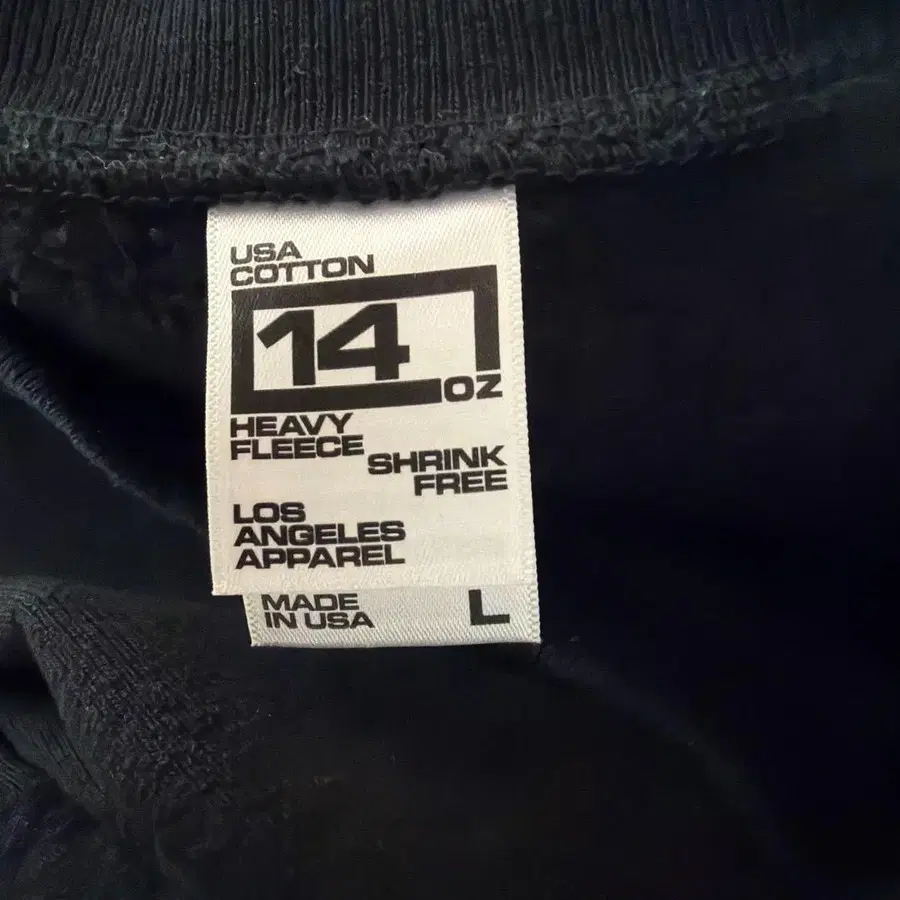 USA
COTTON
14
OZ
HEAVY
FLEECE
SHRINK
FREE
LOS
ANGELES
APPAREL
MADE
IN USA
L